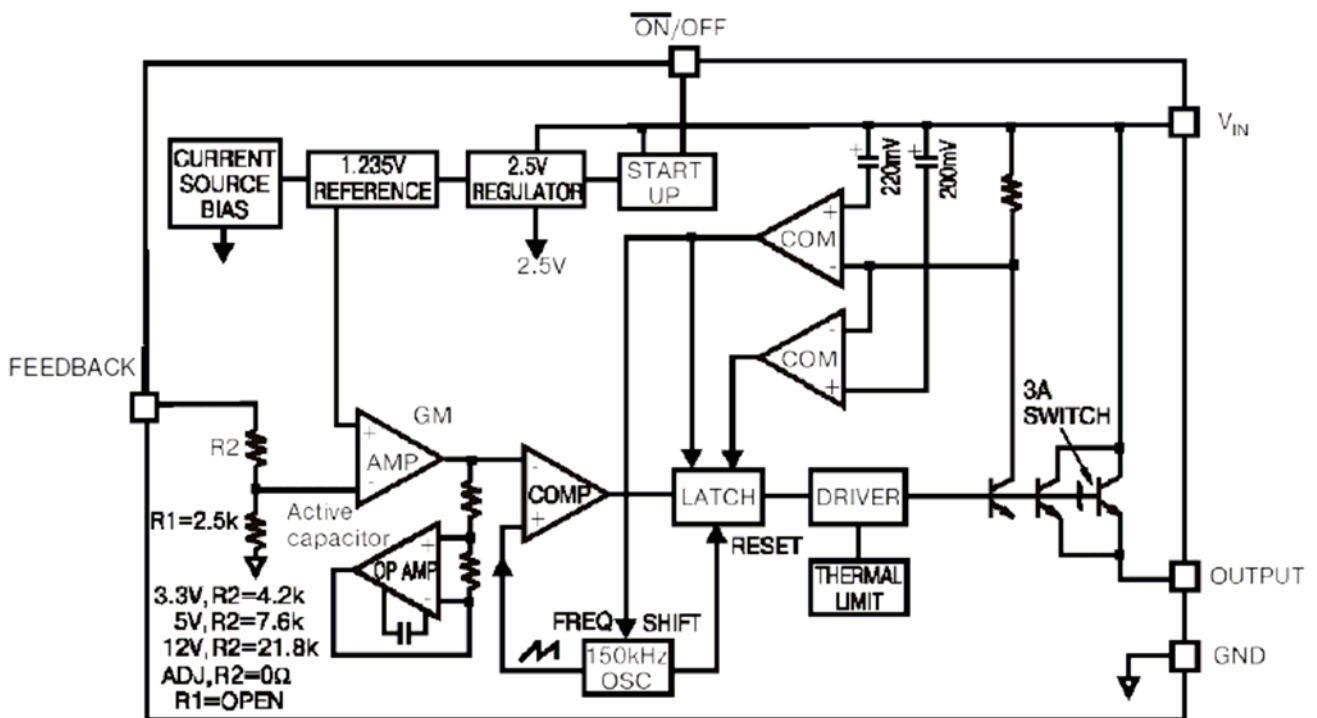 ON/OFF
VIN
CURRENT
SOURCE
BIAS
1.235V
REFERENCE
2.5V
REGULATOR
START
UP
2.5V
+
220mV
+
200mV
+
COM
-
-
COM
+
FEEDBACK
R2
R1=2.5k
3.3V, R2=4.2k
5V, R2=7.6k
12V, R2=21.8k
ADJ, R2=0Ω
R1=OPEN
GM
+
AMP
-
Active
capacitor
+
OP AMP
-
-
COMP
+
LATCH
RESET
DRIVER
THERMAL
LIMIT
FREQ SHIFT
150kHz
OSC
3A
SWITCH
OUTPUT
GND